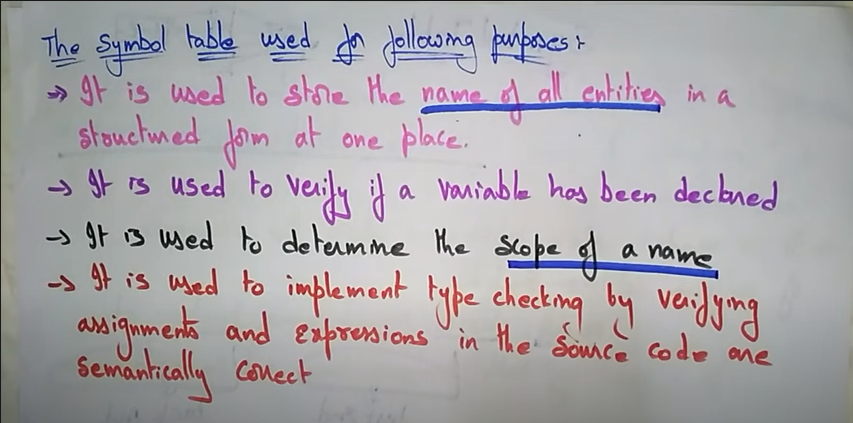 The Symbol table used for following purposes:
→ It is used to store the name of all entities in a
structured form at one place.
→ It is used to verify if a variable has been declared
→ It is used to determine the scope of a name
→ It is used to implement type checking by verifying
assignments and expressions in the source code are
semantically correct